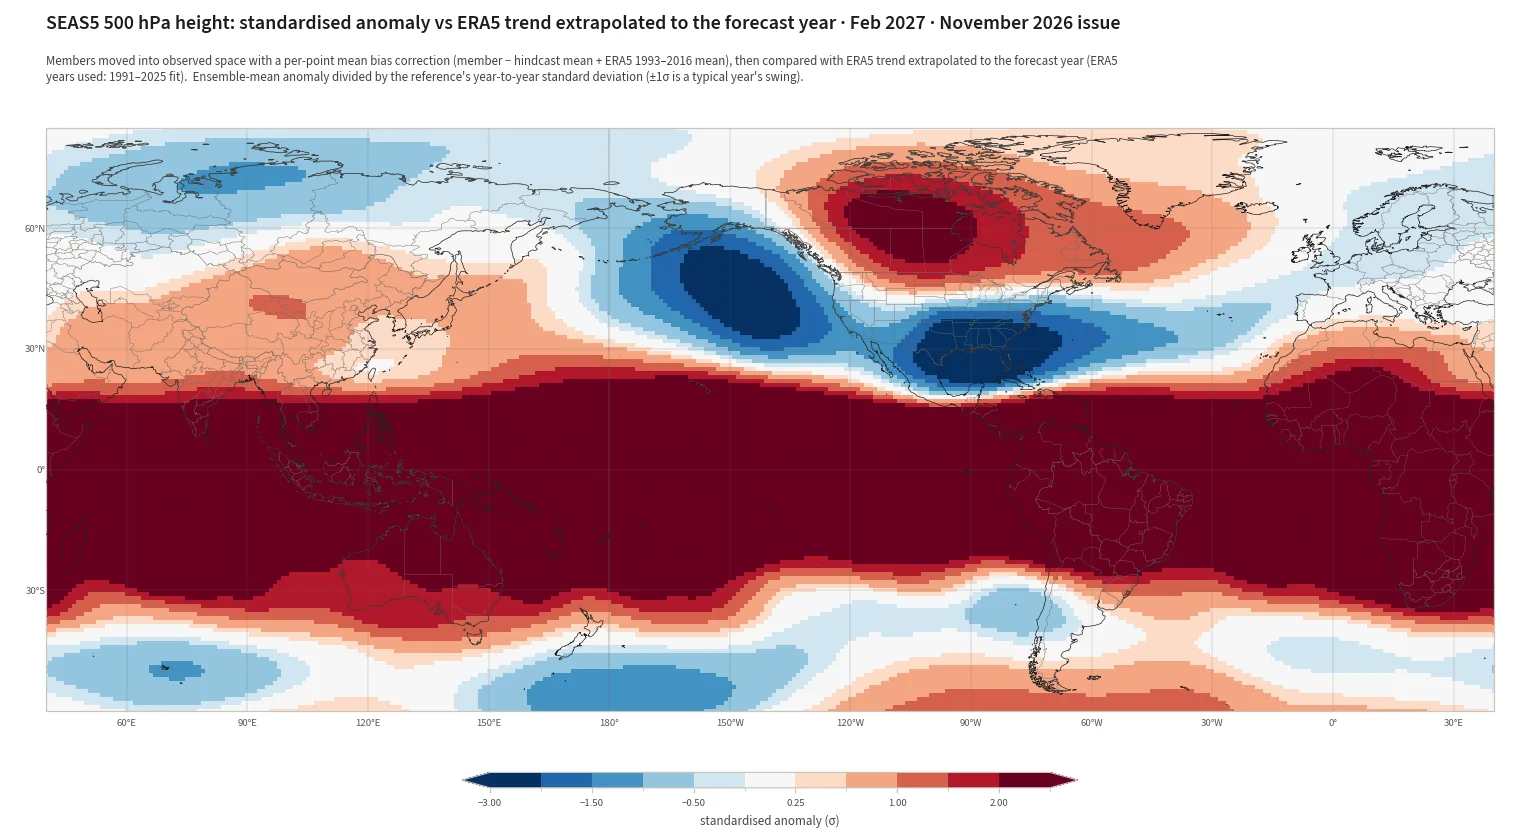 SEAS5 500 hPa height: standardised anomaly vs ERA5 trend extrapolated to the forecast year · Feb 2027 · November 2026 issue
Members moved into observed space with a per-point mean bias correction (member − hindcast mean + ERA5 1993–2016 mean), then compared with ERA5 trend extrapolated to the forecast year (ERA5
years used: 1991–2025 fit).  Ensemble-mean anomaly divided by the reference's year-to-year standard deviation (±1σ is a typical year's swing).
60°N
30°N
0°
30°S
60°E 90°E 120°E 150°E 180° 150°W 120°W 90°W 60°W 30°W 0° 30°E
−3.00 −1.50 −0.50 0.25 1.00 2.00
standardised anomaly (σ)